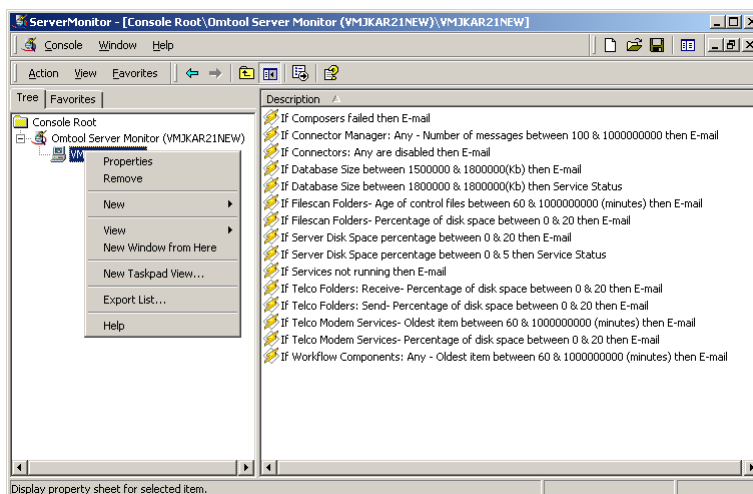 ServerMonitor - [Console Root\Omtool Server Monitor (VMJKAR21NEW)\VMJKAR21NEW]
Console Window Help
Action View Favorites
Tree Favorites
Console Root
Omtool Server Monitor (VMJKAR21NEW)
VM
Properties
Remove
New
View
New Window from Here
New Taskpad View...
Export List...
Help
Description
If Composers failed then E-mail
If Connector Manager: Any - Number of messages between 100 & 1000000000 then E-mail
If Connectors: Any are disabled then E-mail
If Database Size between 1500000 & 1800000(Kb) then E-mail
If Database Size between 1800000 & 1800000(Kb) then Service Status
If Filescan Folders- Age of control files between 60 & 1000000000 (minutes) then E-mail
If Filescan Folders- Percentage of disk space between 0 & 20 then E-mail
If Server Disk Space percentage between 0 & 20 then E-mail
If Server Disk Space percentage between 0 & 5 then Service Status
If Services not running then E-mail
If Telco Folders: Receive- Percentage of disk space between 0 & 20 then E-mail
If Telco Folders: Send- Percentage of disk space between 0 & 20 then E-mail
If Telco Modem Services- Oldest item between 60 & 1000000000 (minutes) then E-mail
If Telco Modem Services- Percentage of disk space between 0 & 20 then E-mail
If Workflow Components: Any - Oldest item between 60 & 1000000000 (minutes) then E-mail
Display property sheet for selected item.